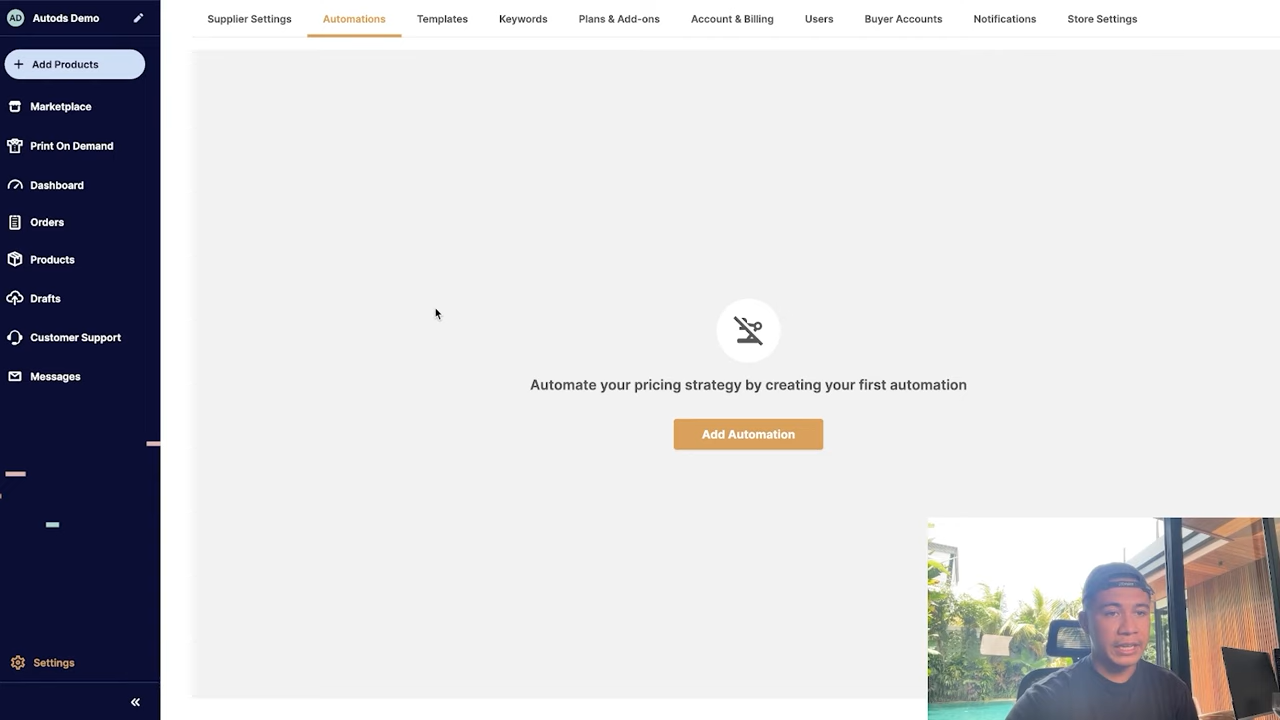 AD Autods Demo
Supplier Settings
Automations
Templates
Keywords
Plans & Add-ons
Account & Billing
Users
Buyer Accounts
Notifications
Store Settings
+ Add Products
Marketplace
Print On Demand
Dashboard
Orders
Products
Drafts
Customer Support
Messages
Settings
Automate your pricing strategy by creating your first automation
Add Automation